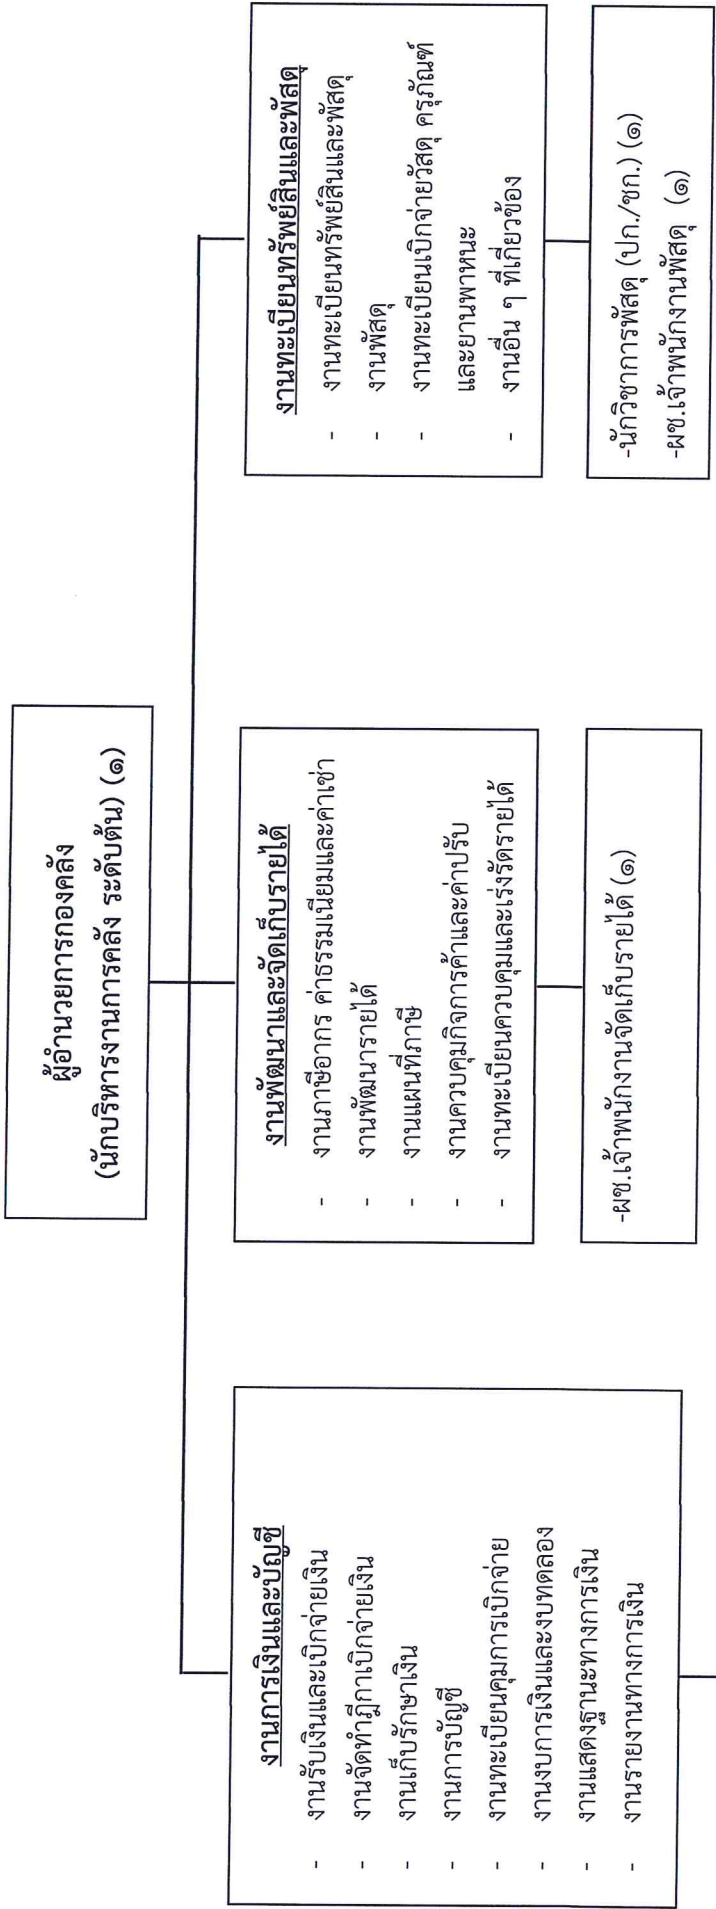 ผู้อำนวยการกองคลัง
(นักบริหารงานการคลัง ระดับต้น) (๑)
งานการเงินและบัญชี
- งานรับเงินและเบิกจ่ายเงิน
- งานจัดทำฎีกาเบิกจ่ายเงิน
- งานเก็บรักษาเงิน
- งานการบัญชี
- งานทะเบียนคุมการเบิกจ่าย
- งานงบการเงินและงบทดลอง
- งานแสดงฐานะทางการเงิน
- งานรายงานทางการเงิน
งานพัฒนาและจัดเก็บรายได้
- งานภาษีอากร ค่าธรรมเนียมและค่าเช่า
- งานพัฒนารายได้
- งานแผนที่ภาษี
- งานควบคุมกิจการค้าและค่าปรับ
- งานทะเบียนควบคุมและเร่งรัดรายได้
-ผช.เจ้าพนักงานจัดเก็บรายได้ (๑)
งานทะเบียนทรัพย์สินและพัสดุ
- งานทะเบียนทรัพย์สินและพัสดุ
- งานพัสดุ
- งานทะเบียนเบิกจ่ายวัสดุ ครุภัณฑ์
และยานพาหนะ
- งานอื่น ๆ ที่เกี่ยวข้อง
-นักวิชาการพัสดุ (ปก./ชก.) (๑)
-ผช.เจ้าพนักงานพัสดุ (๑)